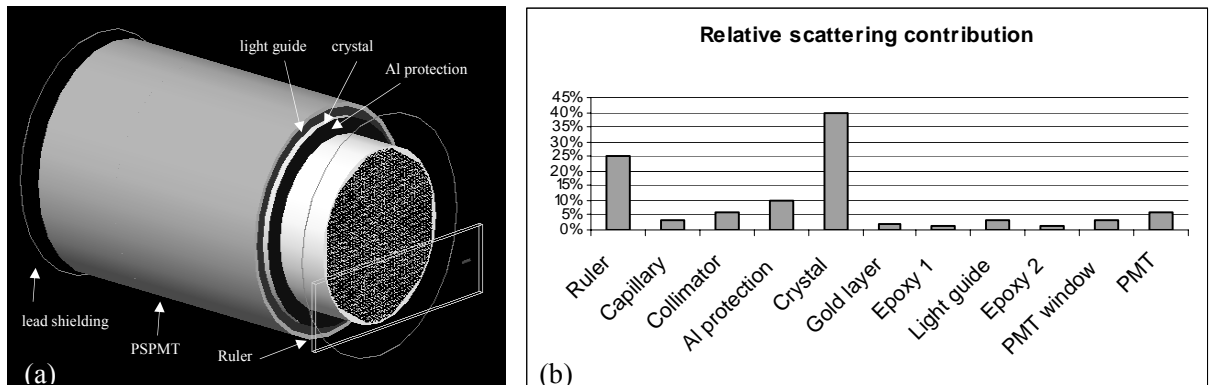 light guide
crystal
Al protection
lead shielding
PSPMT
Ruler
(a)
Relative scattering contribution
45%
40%
35%
30%
25%
20%
15%
10%
5%
0%
Ruler
Capillary
Collimator
Al protection
Crystal
Gold layer
Epoxy 1
Light guide
Epoxy 2
PMT window
PMT
(b)